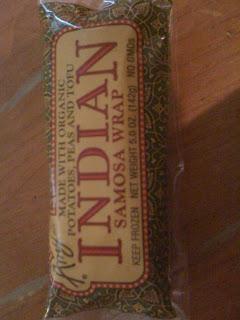 Amy's®
MADE WITH ORGANIC
POTATOES, PEAS AND TOFU
INDIAN
SAMOSA WRAP
KEEP FROZEN NET WEIGHT 5.0 OZ. (142g) NO GMOs